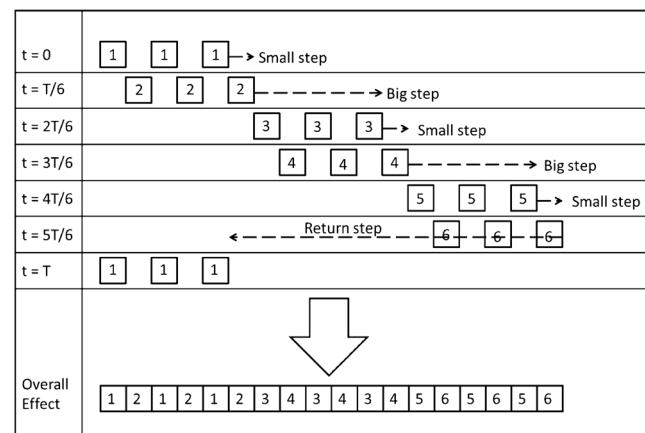 t = 0 1 1 1 Small step
t = T/6 2 2 2 Big step
t = 2T/6 3 3 3 Small step
t = 3T/6 4 4 4 Big step
t = 4T/6 5 5 5 Small step
t = 5T/6 Return step 6 6 6
t = T 1 1 1
Overall
Effect 1 2 1 2 1 2 3 4 3 4 3 4 5 6 5 6 5 6